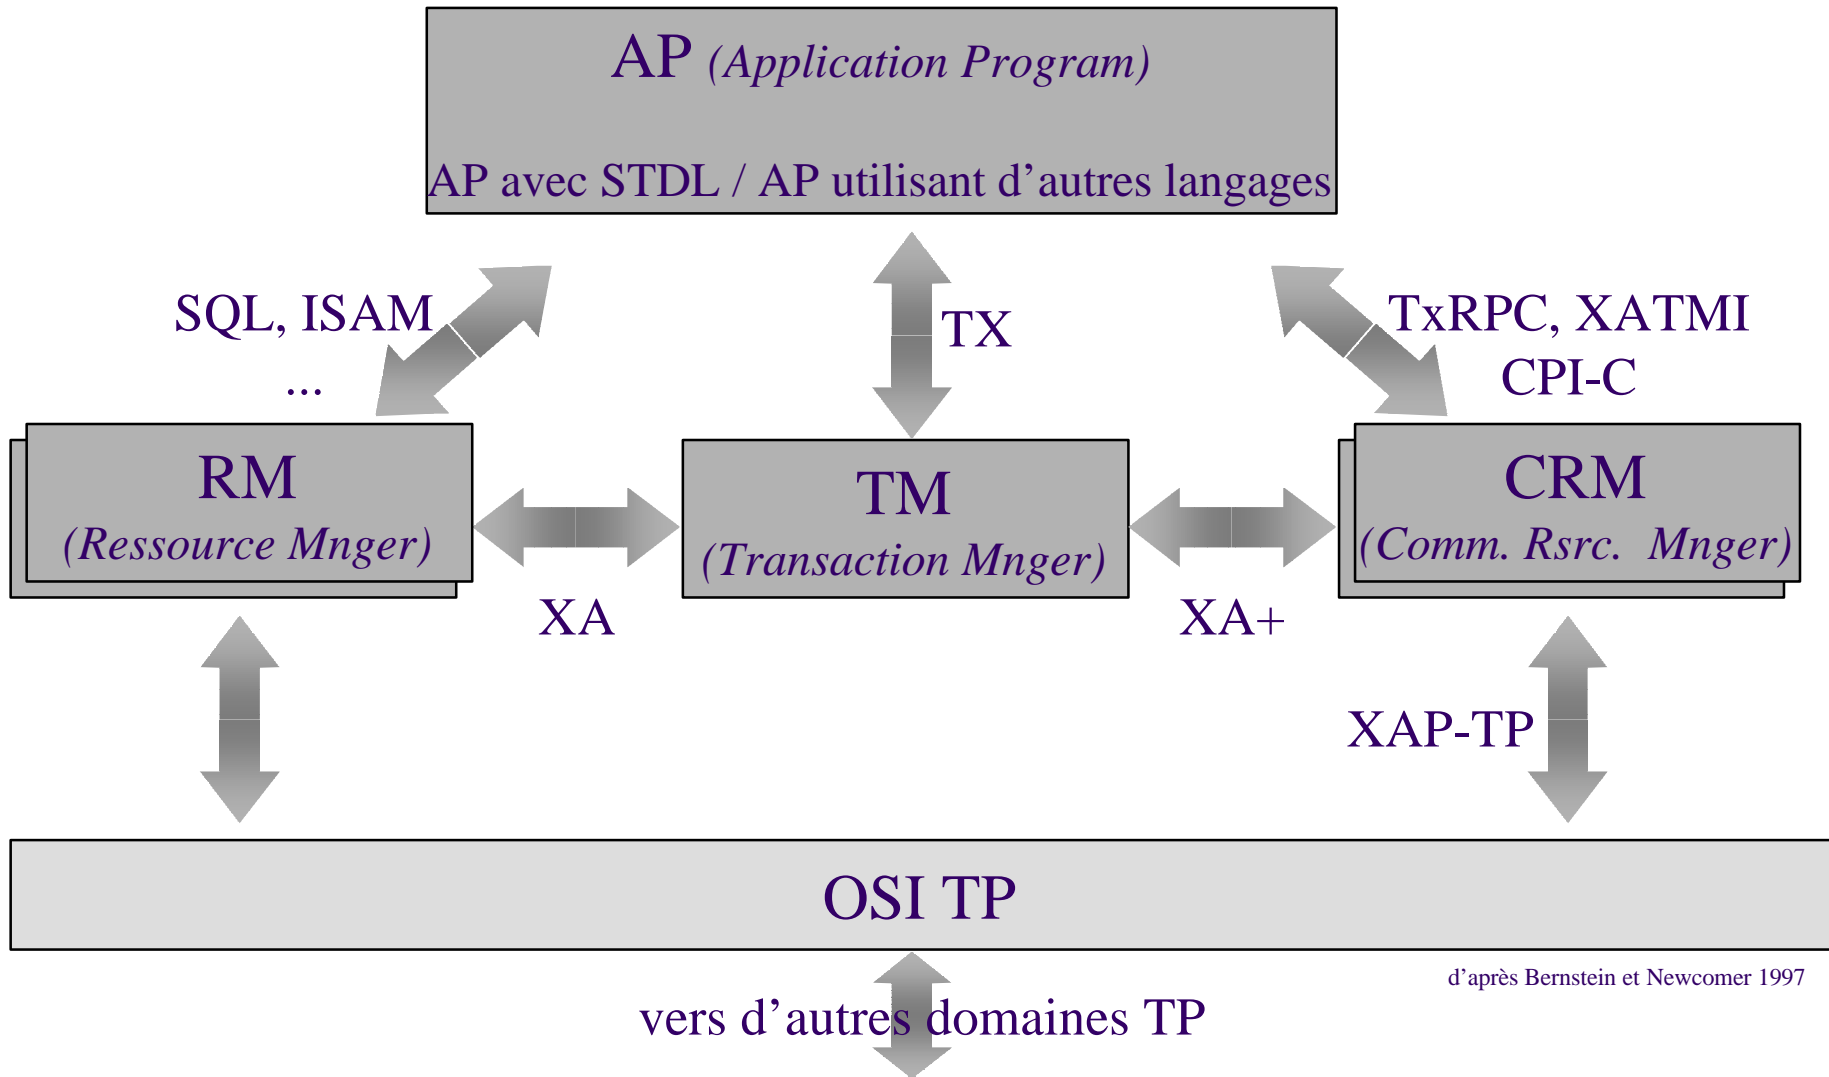 AP (Application Program)
AP avec STDL / AP utilisant d’autres langages
SQL, ISAM
...
TX
TxRPC, XATMI
CPI-C
RM
(Ressource Mnger)
TM
(Transaction Mnger)
CRM
(Comm. Rsrc. Mnger)
XA
XA+
XAP-TP
OSI TP
d’après Bernstein et Newcomer 1997
vers d’autres domaines TP